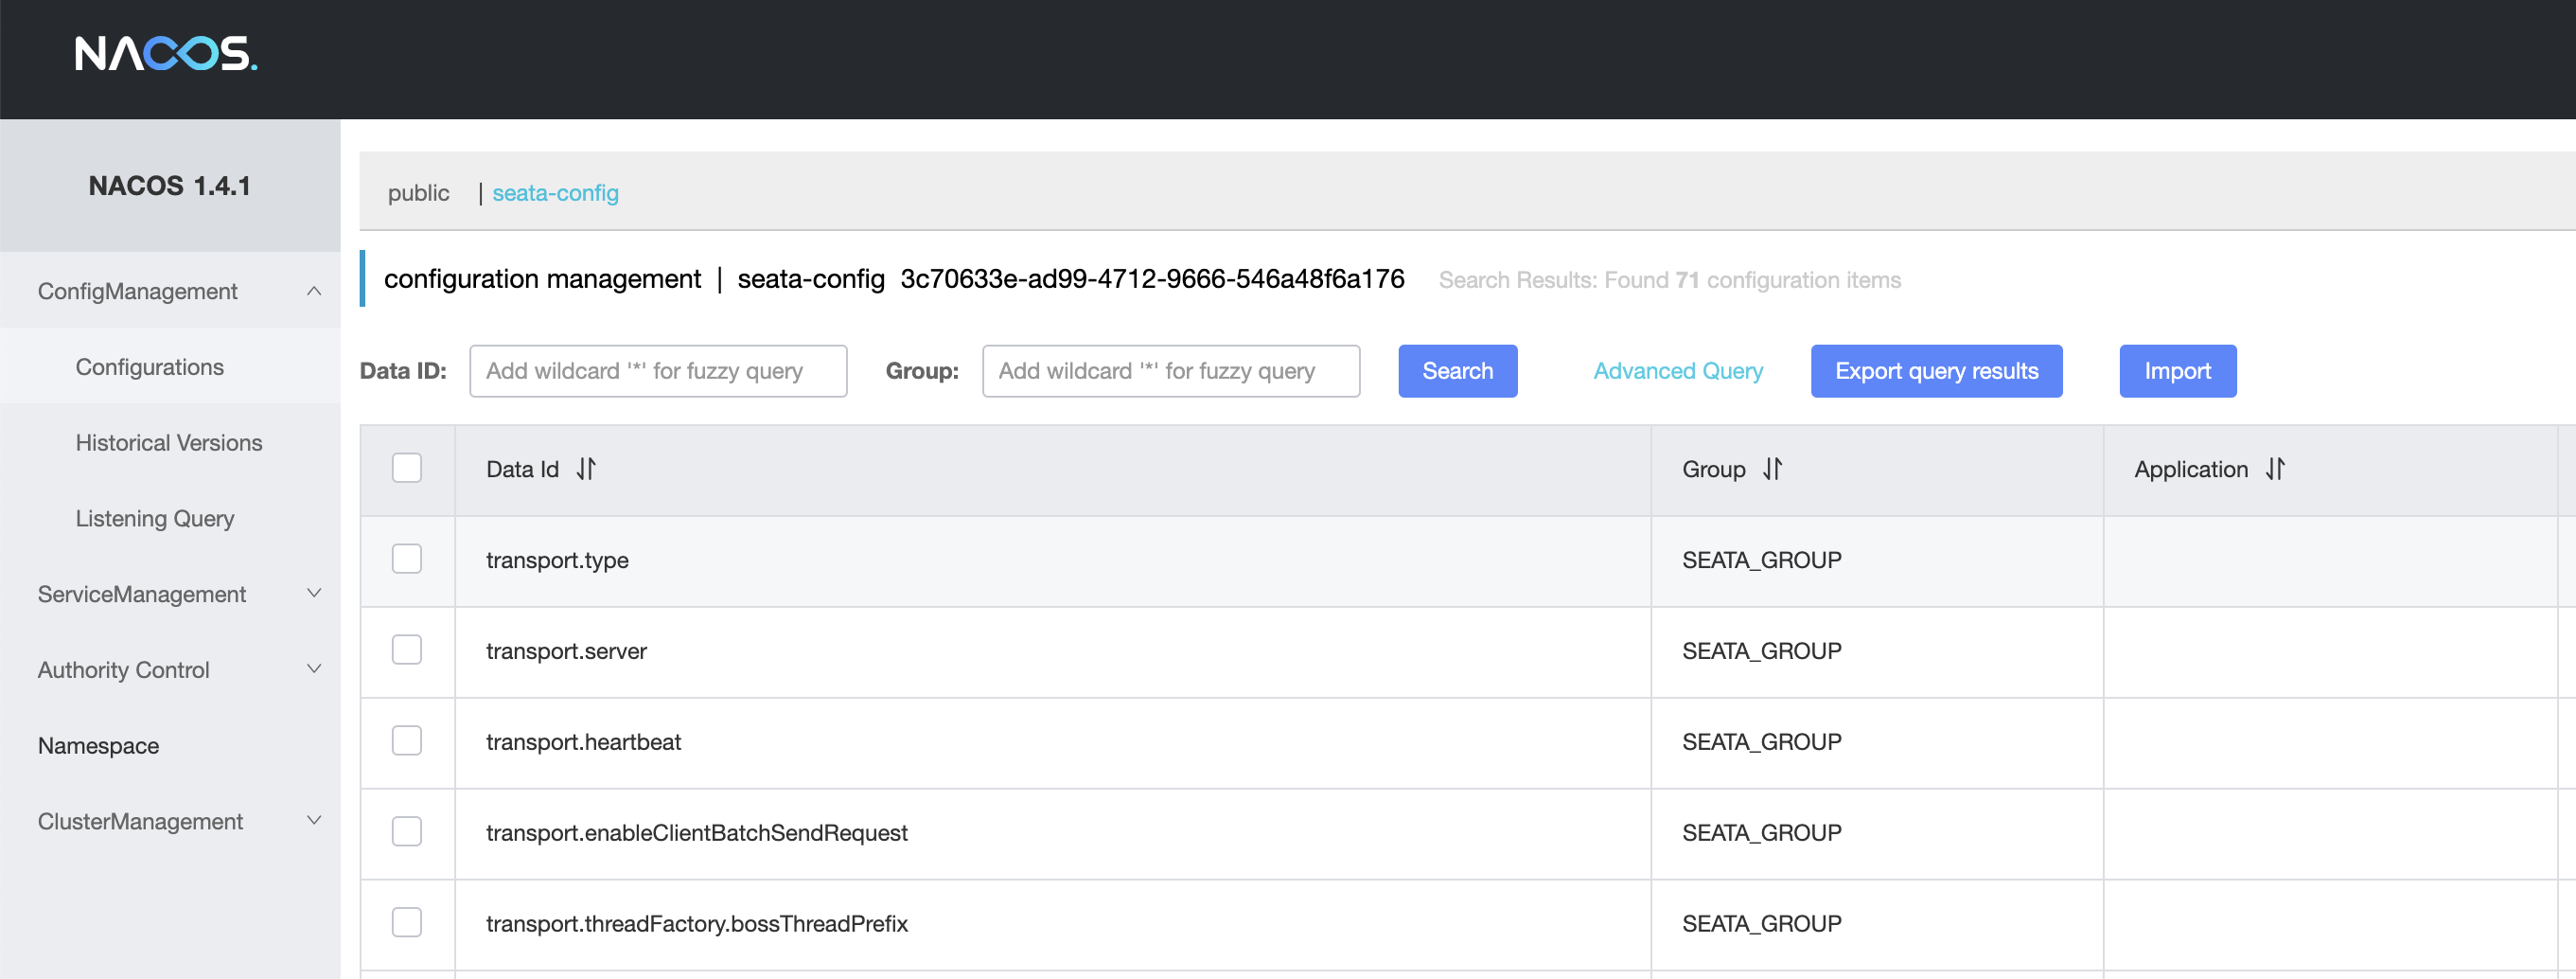 NACOS.
NACOS 1.4.1
ConfigManagement
Configurations
Historical Versions
Listening Query
ServiceManagement
Authority Control
Namespace
ClusterManagement
public | seata-config
configuration management | seata-config 3c70633e-ad99-4712-9666-546a48f6a176 Search Results: Found 71 configuration items
Data ID: Add wildcard '*' for fuzzy query Group: Add wildcard '*' for fuzzy query Search Advanced Query Export query results Import
Data Id Group Application
transport.type SEATA_GROUP
transport.server SEATA_GROUP
transport.heartbeat SEATA_GROUP
transport.enableClientBatchSendRequest SEATA_GROUP
transport.threadFactory.bossThreadPrefix SEATA_GROUP